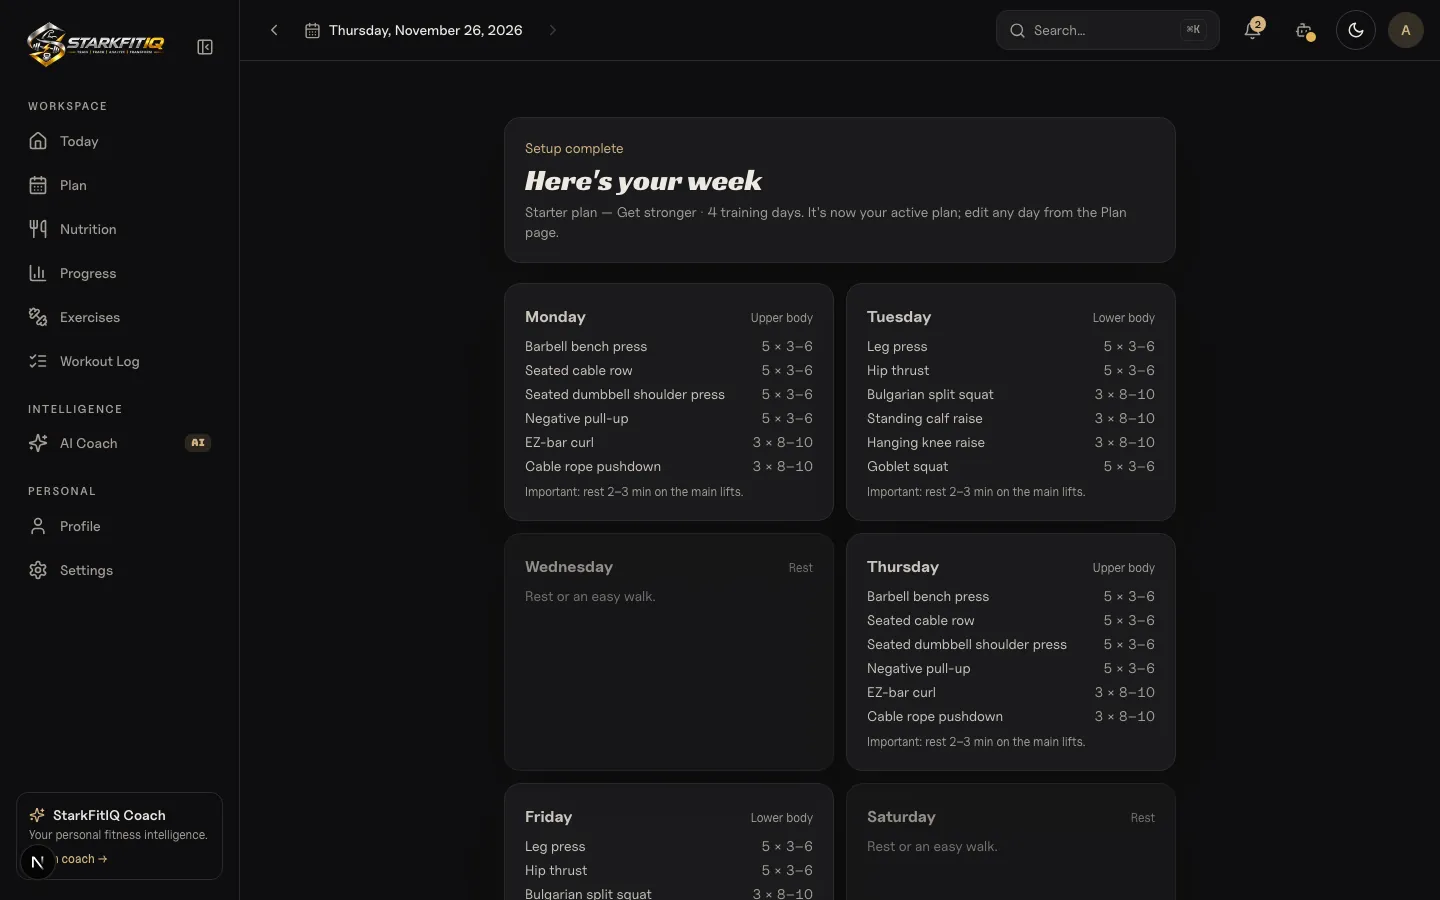 STARKFITIQ
Thursday, November 26, 2026
Search...
⌘K
2
A
WORKSPACE
Today
Plan
Nutrition
Progress
Exercises
Workout Log
INTELLIGENCE
AI Coach
AI
PERSONAL
Profile
Settings
StarkFitIQ Coach
Your personal fitness intelligence.
coach →
N
Setup complete
Here's your week
Starter plan — Get stronger · 4 training days. It's now your active plan; edit any day from the Plan
page.
Monday Upper body
Barbell bench press 5 × 3–6
Seated cable row 5 × 3–6
Seated dumbbell shoulder press 5 × 3–6
Negative pull-up 5 × 3–6
EZ-bar curl 3 × 8–10
Cable rope pushdown 3 × 8–10
Important: rest 2–3 min on the main lifts.
Tuesday Lower body
Leg press 5 × 3–6
Hip thrust 5 × 3–6
Bulgarian split squat 3 × 8–10
Standing calf raise 3 × 8–10
Hanging knee raise 3 × 8–10
Goblet squat 5 × 3–6
Important: rest 2–3 min on the main lifts.
Wednesday Rest
Rest or an easy walk.
Thursday Upper body
Barbell bench press 5 × 3–6
Seated cable row 5 × 3–6
Seated dumbbell shoulder press 5 × 3–6
Negative pull-up 5 × 3–6
EZ-bar curl 3 × 8–10
Cable rope pushdown 3 × 8–10
Important: rest 2–3 min on the main lifts.
Friday Lower body
Leg press 5 × 3–6
Hip thrust 5 × 3–6
Bulgarian split squat 3 × 8–10
Saturday Rest
Rest or an easy walk.